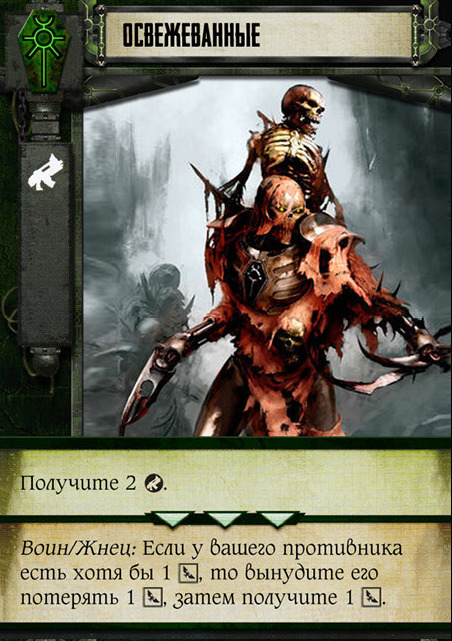 ОСВЕЖЕВАННЫЕ
Получите 2 .
Воин/Жнец: Если у вашего противника
есть хотя бы 1 , то вынудите его
потерять 1 , затем получите 1 .